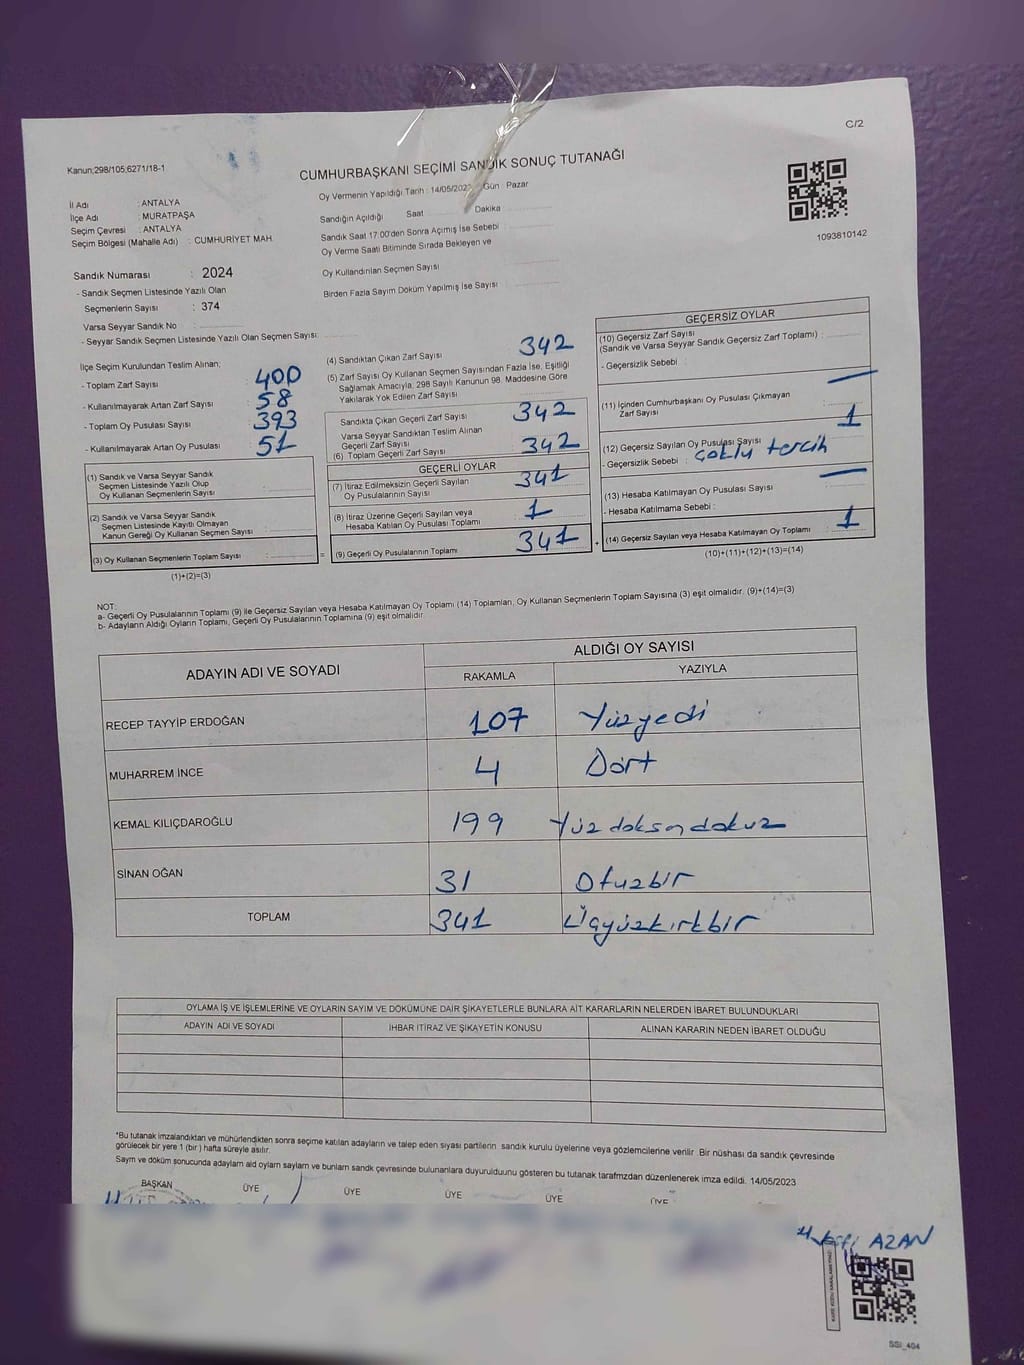 C/2
Kanun;298/105;6271/18-1
CUMHURBAŞKANI SEÇİMİ SANDIK SONUÇ TUTANAĞI
İl Adı : ANTALYA
İlçe Adı : MURATPAŞA
Seçim Çevresi : ANTALYA
Seçim Bölgesi (Mahalle Adı) : CUMHURİYET MAH.
Oy Vermenin Yapıldığı Tarih : 14/05/2023 Gün : Pazar
Sandığın Açıldığı Saat Dakika
Sandık Saat 17:00'den Sonra Açımış İse Sebebi :
Oy Verme Saati Bitiminde Sırada Bekleyen ve
Oy Kullandırılan Seçmen Sayısı
Birden Fazla Sayım Döküm Yapılmış İse Sayısı :
1093810142
Sandık Numarası : 2024
- Sandık Seçmen Listesinde Yazılı Olan
Seçmenlerin Sayısı : 374
Varsa Seyyar Sandık No :
- Seyyar Sandık Seçmen Listesinde Yazılı Olan Seçmen Sayısı:
İlçe Seçim Kurulundan Teslim Alınan;
- Toplam Zarf Sayısı : 400
- Kullanılmayarak Artan Zarf Sayısı : 58
- Toplam Oy Pusulası Sayısı : 393
- Kullanılmayarak Artan Oy Pusulası : 51
(1) Sandık ve Varsa Seyyar Sandık
Seçmen Listesinde Yazılı Olup
Oy Kullanan Seçmenlerin Sayısı :
(2) Sandık ve Varsa Seyyar Sandık
Seçmen Listesinde Kayıtlı Olmayan
Kanun Gereği Oy Kullanan Seçmen Sayısı :
(3) Oy Kullanan Seçmenlerin Toplam Sayısı : =
(1)+(2)=(3)
(4) Sandıktan Çıkan Zarf Sayısı 342
(5) Zarf Sayısı Oy Kullanan Seçmen Sayısından Fazla İse, Eşitliği
Sağlamak Amacıyla, 298 Sayılı Kanunun 98. Maddesine Göre
Yakılarak Yok Edilen Zarf Sayısı :
Sandıkta Çıkan Geçerli Zarf Sayısı 342
Varsa Seyyar Sandıktan Teslim Alınan
Geçerli Zarf Sayısı
(6) Toplam Geçerli Zarf Sayısı : 342
GEÇERLİ OYLAR
(7) İtiraz Edilmeksizin Geçerli Sayılan
Oy Pusulalarının Sayısı : 341
(8) İtiraz Üzerine Geçerli Sayılan veya
Hesaba Katılan Oy Pusulası Toplamı : 1
(9) Geçerli Oy Pusulalarının Toplamı 341 +
GEÇERSİZ OYLAR
(10) Geçersiz Zarf Sayısı
(Sandık ve Varsa Seyyar Sandık Geçersiz Zarf Toplamı) :
- Geçersizlik Sebebi :
(11) İçinden Cumhurbaşkanı Oy Pusulası Çıkmayan
Zarf Sayısı :
(12) Geçersiz Sayılan Oy Pusulası Sayısı 1
- Geçersizlik Sebebi : çoklu tercih
(13) Hesaba Katılmayan Oy Pusulası Sayısı
- Hesaba Katılmama Sebebi :
(14) Geçersiz Sayılan veya Hesaba Katılmayan Oy Toplamı 1
(10)+(11)+(12)+(13)=(14)
NOT:
a- Geçerli Oy Pusulalarının Toplamı (9) ile Geçersiz Sayılan veya Hesaba Katılmayan Oy Toplamı (14) Toplamları, Oy Kullanan Seçmenlerin Toplam Sayısına (3) eşit olmalıdır. (9)+(14)=(3)
b- Adayların Aldığı Oyların Toplamı, Geçerli Oy Pusulalarının Toplamına (9) eşit olmalıdır.
ADAYIN ADI VE SOYADI ALDIĞI OY SAYISI
RAKAMLA YAZIYLA
RECEP TAYYİP ERDOĞAN 107 Yüzyedi
MUHARREM İNCE 4 Dört
KEMAL KILIÇDAROĞLU 199 Yüzdoksandokuz
SİNAN OĞAN 31 Otuzbir
TOPLAM 341 Üçyüzkırkbir
OYLAMA İŞ VE İŞLEMLERİNE VE OYLARIN SAYIM VE DÖKÜMÜNE DAİR ŞİKAYETLERLE BUNLARA AİT KARARLARIN NELERDEN İBARET BULUNDUKLARI
ADAYIN ADI VE SOYADI İHBAR İTİRAZ VE ŞİKAYETİN KONUSU ALINAN KARARIN NEDEN İBARET OLDUĞU
*Bu tutanak imzalandıktan ve mühürlendikten sonra seçime katılan adayların ve talep eden siyasi partilerin sandık kurulu üyelerine veya gözlemcilerine verilir. Bir nüshası da sandık çevresinde
görülecek bir yere 1 (bir) hafta süreyle asılır.
Sayım ve döküm sonucunda adayların aid oyların sayıları ve bunların sandık çevresinde bulunanlara duyurulduunu gösteren bu tutanak tarafımızdan düzenlenerek imza edildi. 14/05/2023
BAŞKAN ÜYE ÜYE ÜYE ÜYE ÜYE
AZAN
SSI_404